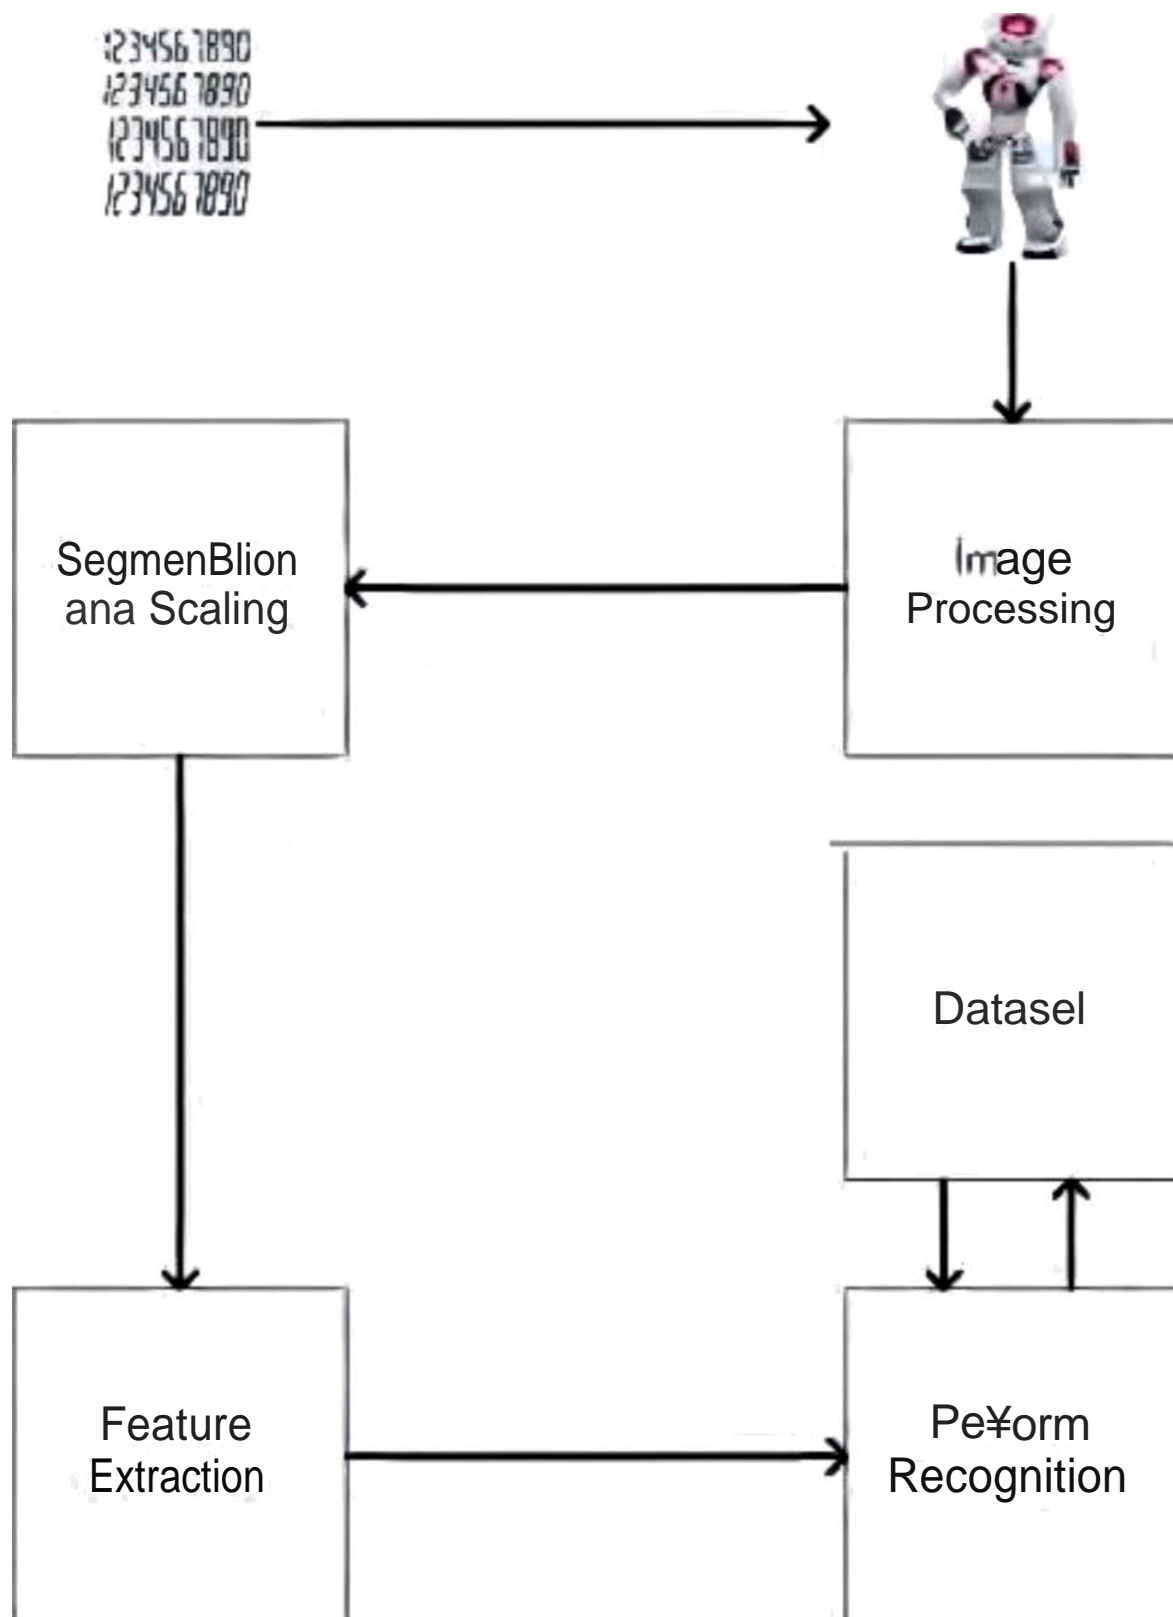 1234567890
1234567890
1234567890
1234567890
Image
Processing
SegmenBlion
ana Scaling
Datasel
Feature
Extraction
Pe¥orm
Recognition